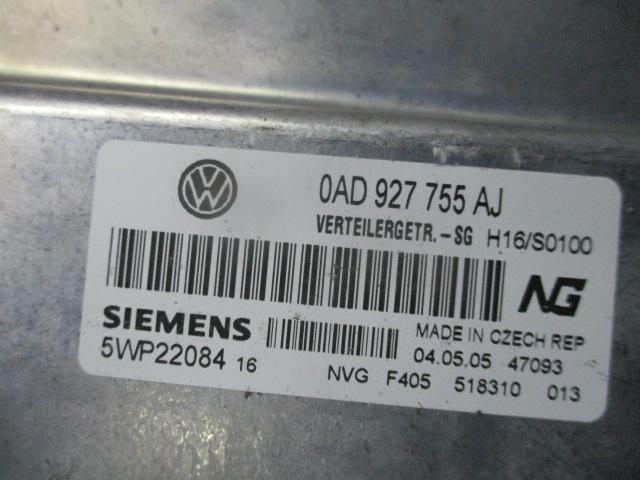 0AD 927 755 AJ
VERTEILERGETR.-SG H16/S0100
NG
SIEMENS
5WP22084 16
MADE IN CZECH REP
04.05.05 47093
NVG F405 518310 013